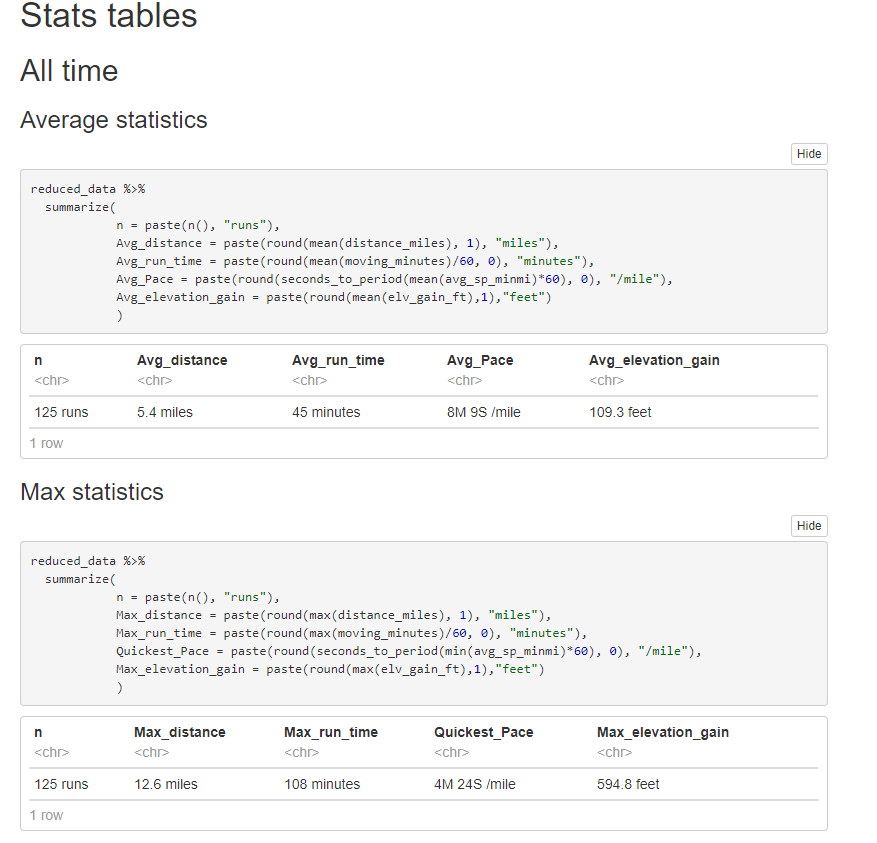 Stats tables
All time
Average statistics
Hide
reduced_data %>%
  summarize(
            n = paste(n(), "runs"),
            Avg_distance = paste(round(mean(distance_miles), 1), "miles"),
            Avg_run_time = paste(round(mean(moving_minutes)/60, 0), "minutes"),
            Avg_Pace = paste(round(seconds_to_period(mean(avg_sp_minmi)*60), 0), "/mile"),
            Avg_elevation_gain = paste(round(mean(elv_gain_ft),1),"feet")
            )
n Avg_distance Avg_run_time Avg_Pace Avg_elevation_gain
<chr> <chr> <chr> <chr> <chr>
125 runs 5.4 miles 45 minutes 8M 9S /mile 109.3 feet
1 row
Max statistics
Hide
reduced_data %>%
  summarize(
            n = paste(n(), "runs"),
            Max_distance = paste(round(max(distance_miles), 1), "miles"),
            Max_run_time = paste(round(max(moving_minutes)/60, 0), "minutes"),
            Quickest_Pace = paste(round(seconds_to_period(min(avg_sp_minmi)*60), 0), "/mile"),
            Max_elevation_gain = paste(round(max(elv_gain_ft),1),"feet")
            )
n Max_distance Max_run_time Quickest_Pace Max_elevation_gain
<chr> <chr> <chr> <chr> <chr>
125 runs 12.6 miles 108 minutes 4M 24S /mile 594.8 feet
1 row